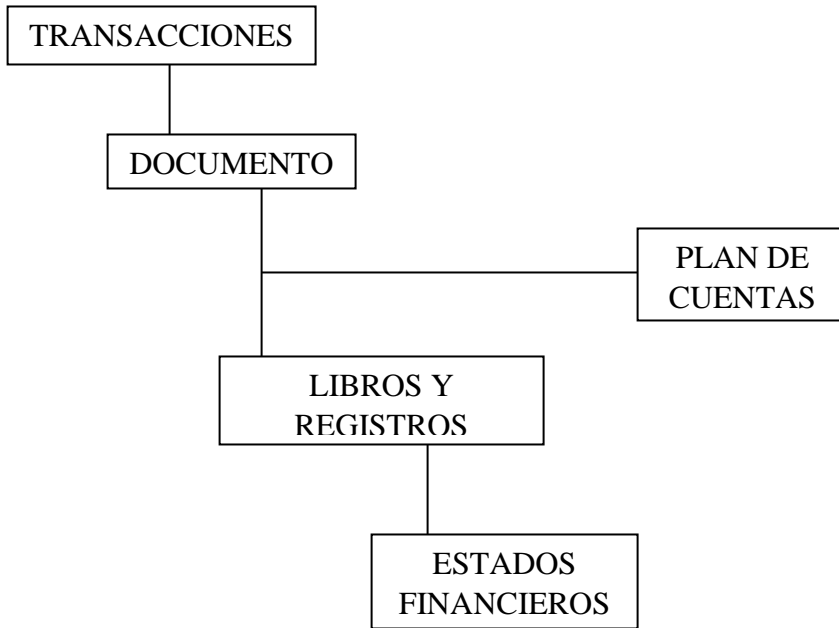 TRANSACCIONES
DOCUMENTO
PLAN DE
CUENTAS
LIBROS Y
REGISTROS
ESTADOS
FINANCIEROS